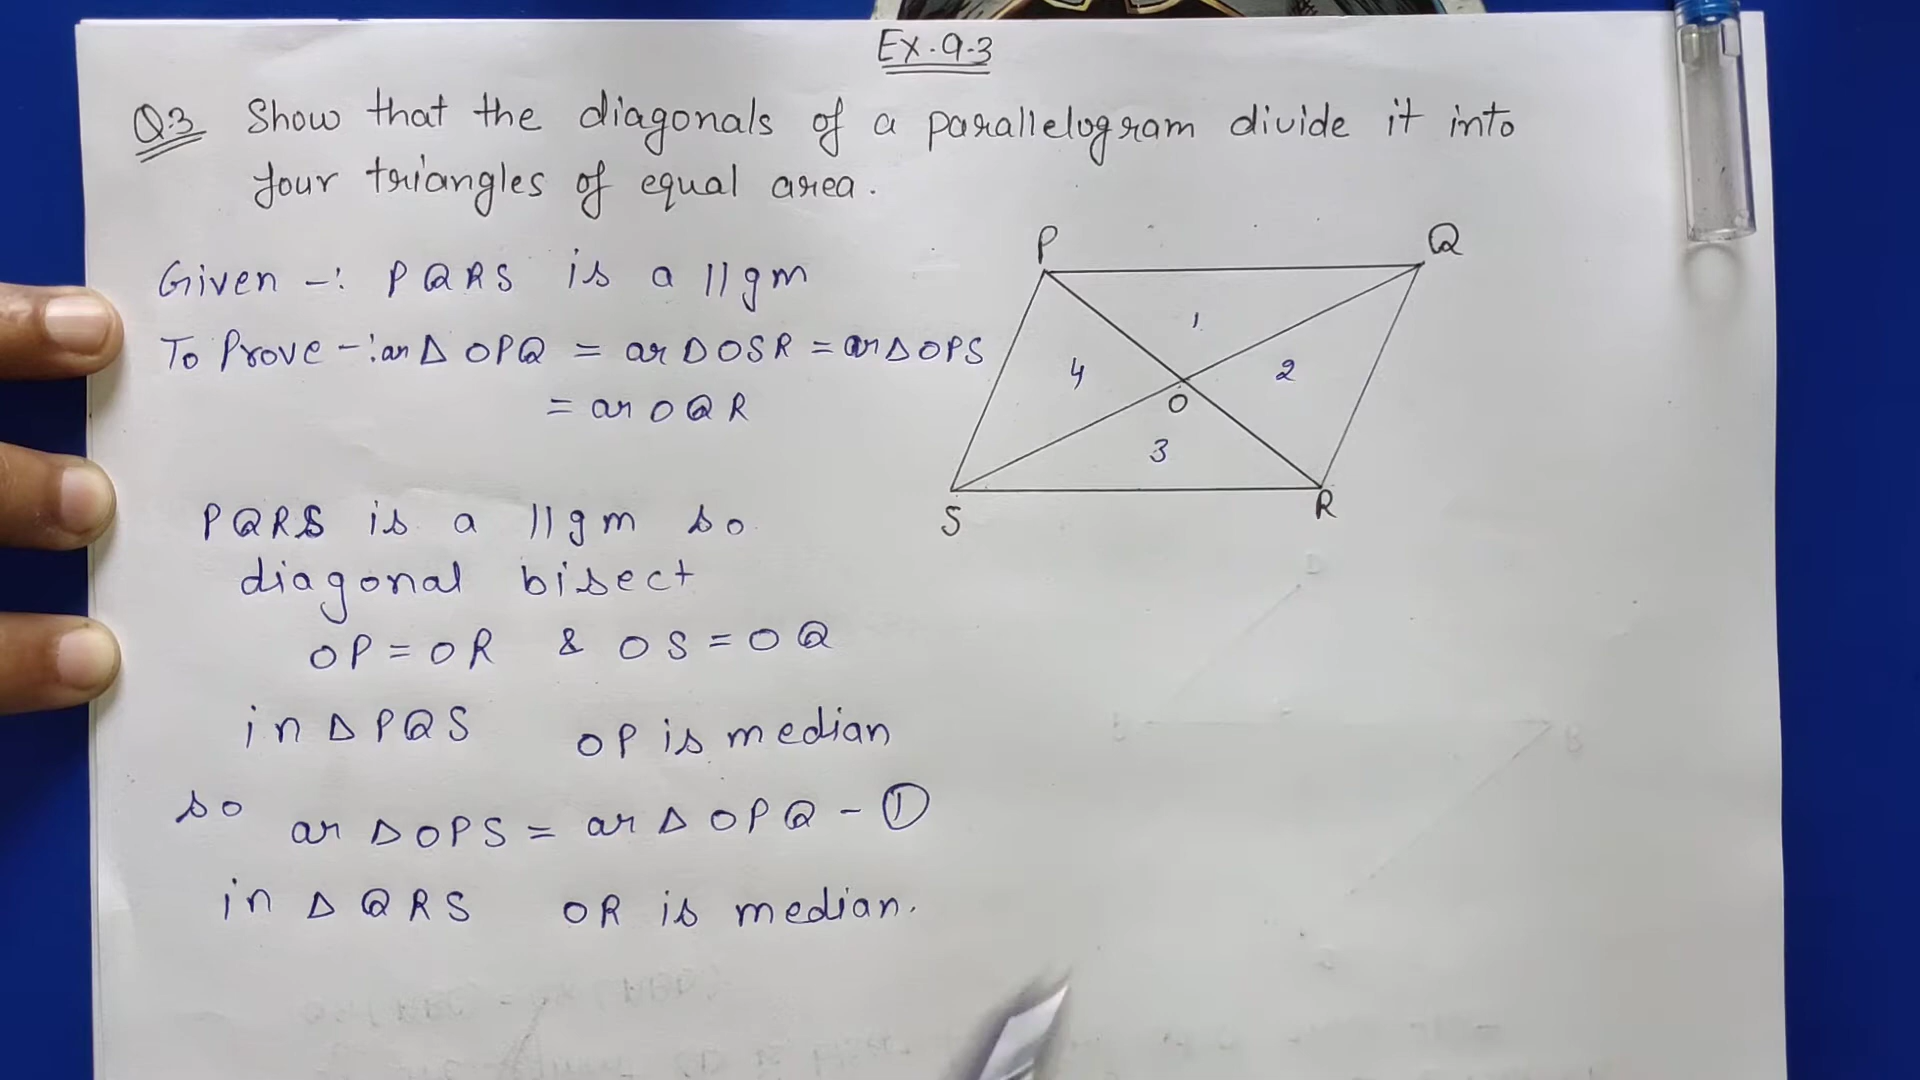 Ex. 9.3
Q.3 Show that the diagonals of a parallelogram divide it into
four triangles of equal area.
Given -: PQRS is a ||gm
To Prove -: ar Δ OPQ = ar Δ OSR = ar Δ OPS
= ar OQR
PQRS is a ||gm so
diagonal bisect
OP = OR & OS = OQ
in Δ PQS OP is median
so ar Δ OPS = ar Δ OPQ - ①
in Δ QRS OR is median.
P Q
1
4 2
O
3
S R